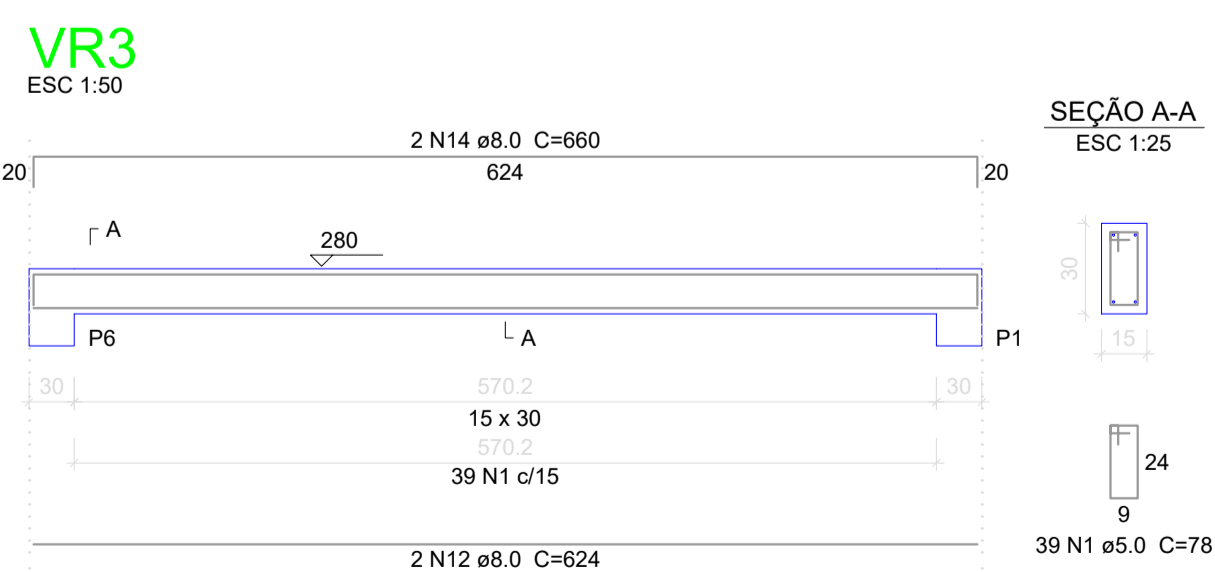 VR3
ESC 1:50
2 N14 ø8.0 C=660
20
624
20
A
280
P6
A
P1
30
570.2
30
15 x 30
570.2
39 N1 c/15
2 N12 ø8.0 C=624
SEÇÃO A-A
ESC 1:25
30
15
24
9
39 N1 ø5.0 C=78